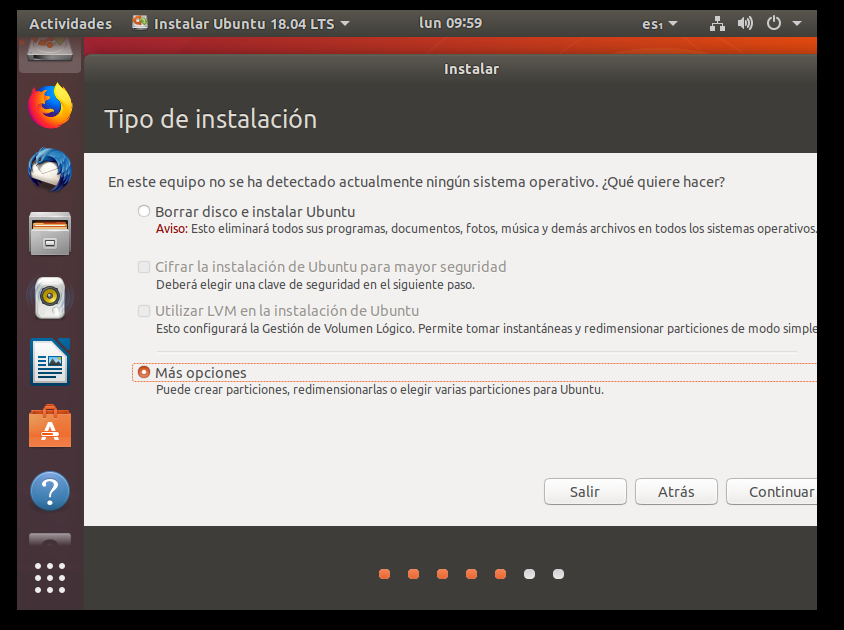 Actividades Instalar Ubuntu 18.04 LTS lun 09:59 es₁
Instalar
Tipo de instalación
En este equipo no se ha detectado actualmente ningún sistema operativo. ¿Qué quiere hacer?
Borrar disco e instalar Ubuntu
Aviso: Esto eliminará todos sus programas, documentos, fotos, música y demás archivos en todos los sistemas operativos.
Cifrar la instalación de Ubuntu para mayor seguridad
Deberá elegir una clave de seguridad en el siguiente paso.
Utilizar LVM en la instalación de Ubuntu
Esto configurará la Gestión de Volumen Lógico. Permite tomar instantáneas y redimensionar particiones de modo simple
Más opciones
Puede crear particiones, redimensionarlas o elegir varias particiones para Ubuntu.
Salir Atrás Continuar